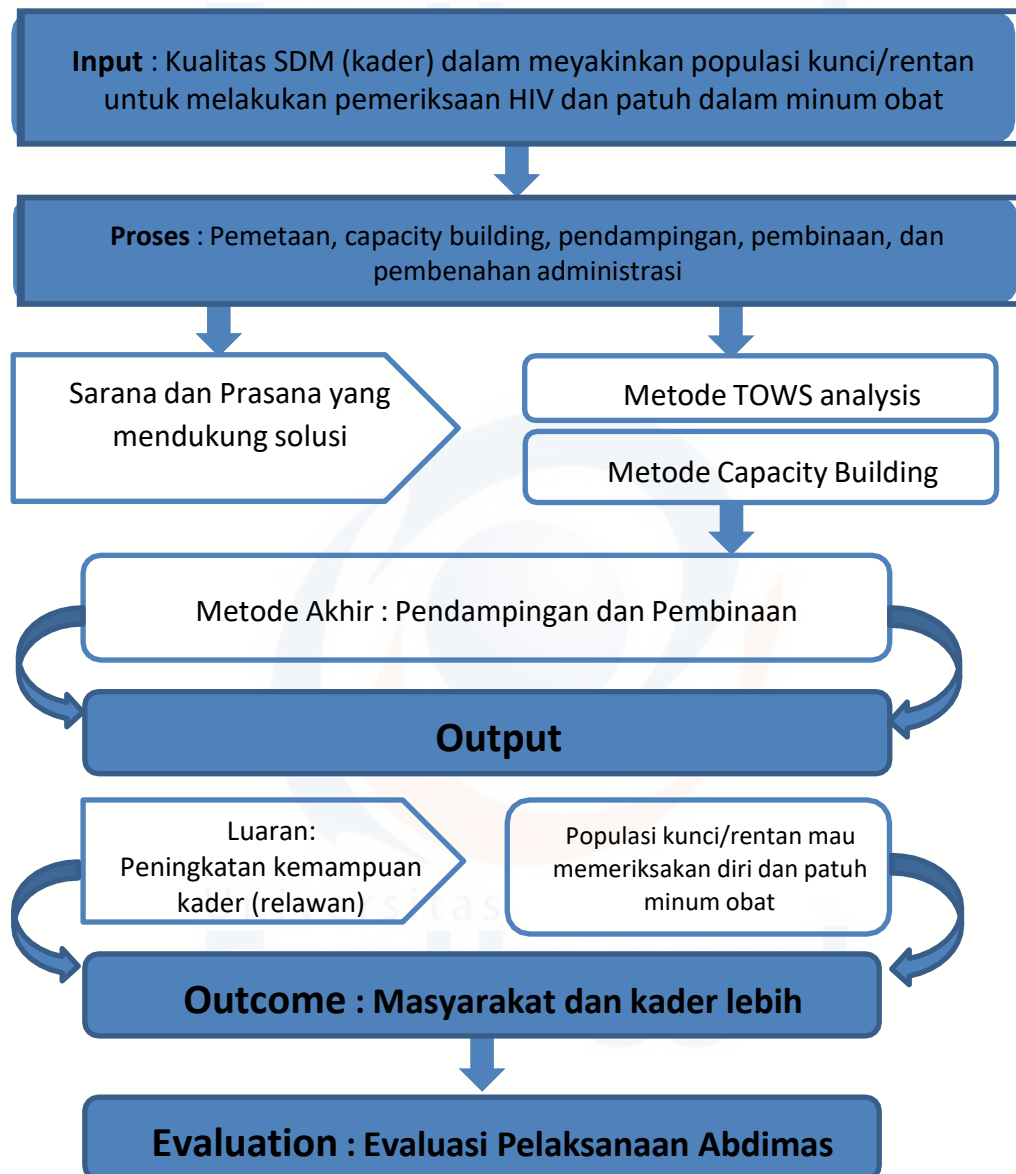 Input : Kualitas SDM (kader) dalam meyakinkan populasi kunci/rentan
untuk melakukan pemeriksaan HIV dan patuh dalam minum obat
Proses : Pemetaan, capacity building, pendampingan, pembinaan, dan
pembenahan administrasi
Sarana dan Prasana yang
mendukung solusi
Metode TOWS analysis
Metode Capacity Building
Metode Akhir : Pendampingan dan Pembinaan
Output
Luaran:
Peningkatan kemampuan
kader (relawan)
Populasi kunci/rentan mau
memeriksakan diri dan patuh
minum obat
Outcome : Masyarakat dan kader lebih
Evaluation : Evaluasi Pelaksanaan Abdimas